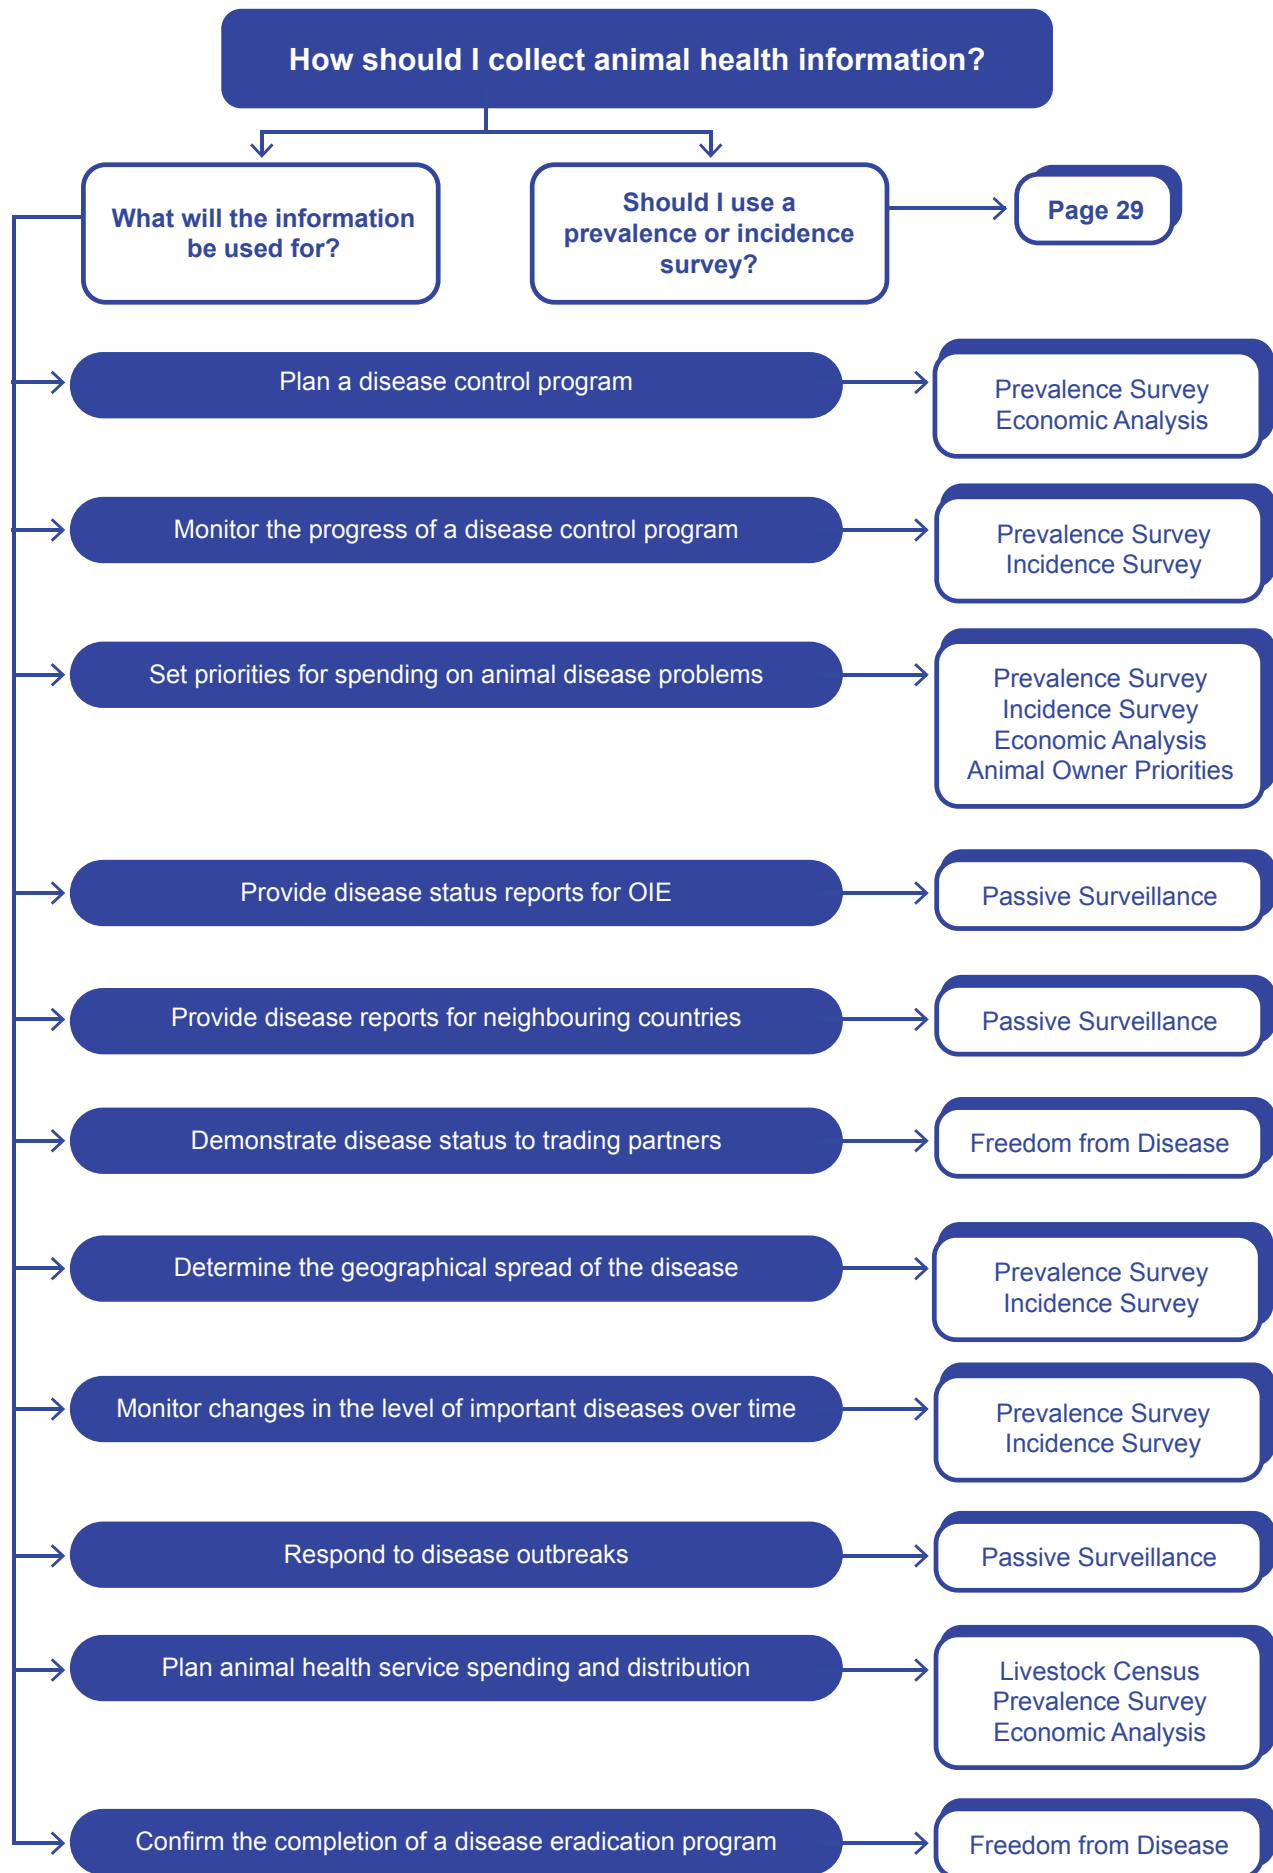 How should I collect animal health information?
What will the information
be used for?
Should I use a
prevalence or incidence
survey?
Page 29
Plan a disease control program
Prevalence Survey
Economic Analysis
Monitor the progress of a disease control program
Prevalence Survey
Incidence Survey
Set priorities for spending on animal disease problems
Prevalence Survey
Incidence Survey
Economic Analysis
Animal Owner Priorities
Provide disease status reports for OIE
Passive Surveillance
Provide disease reports for neighbouring countries
Passive Surveillance
Demonstrate disease status to trading partners
Freedom from Disease
Determine the geographical spread of the disease
Prevalence Survey
Incidence Survey
Monitor changes in the level of important diseases over time
Prevalence Survey
Incidence Survey
Respond to disease outbreaks
Passive Surveillance
Plan animal health service spending and distribution
Livestock Census
Prevalence Survey
Economic Analysis
Confirm the completion of a disease eradication program
Freedom from Disease